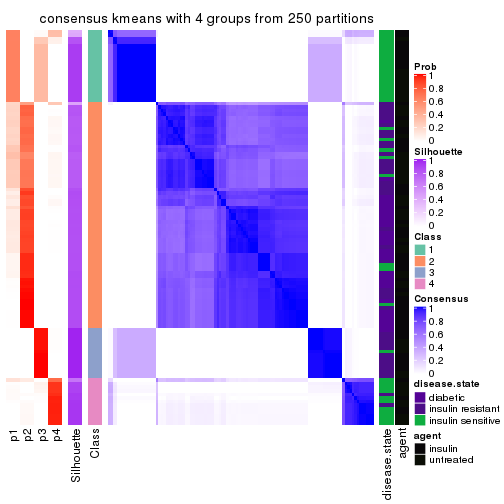 consensus kmeans with 4 groups from 250 partitions
Prob
1
0.8
0.6
0.4
0.2
0
Silhouette
1
0.8
0.6
0.4
0.2
0
Class
1
2
3
4
Consensus
1
0.8
0.6
0.4
0.2
0
disease.state
diabetic
insulin resistant
insulin sensitive
agent
insulin
untreated
p1
p2
p3
p4
Silhouette
Class
disease.state
agent